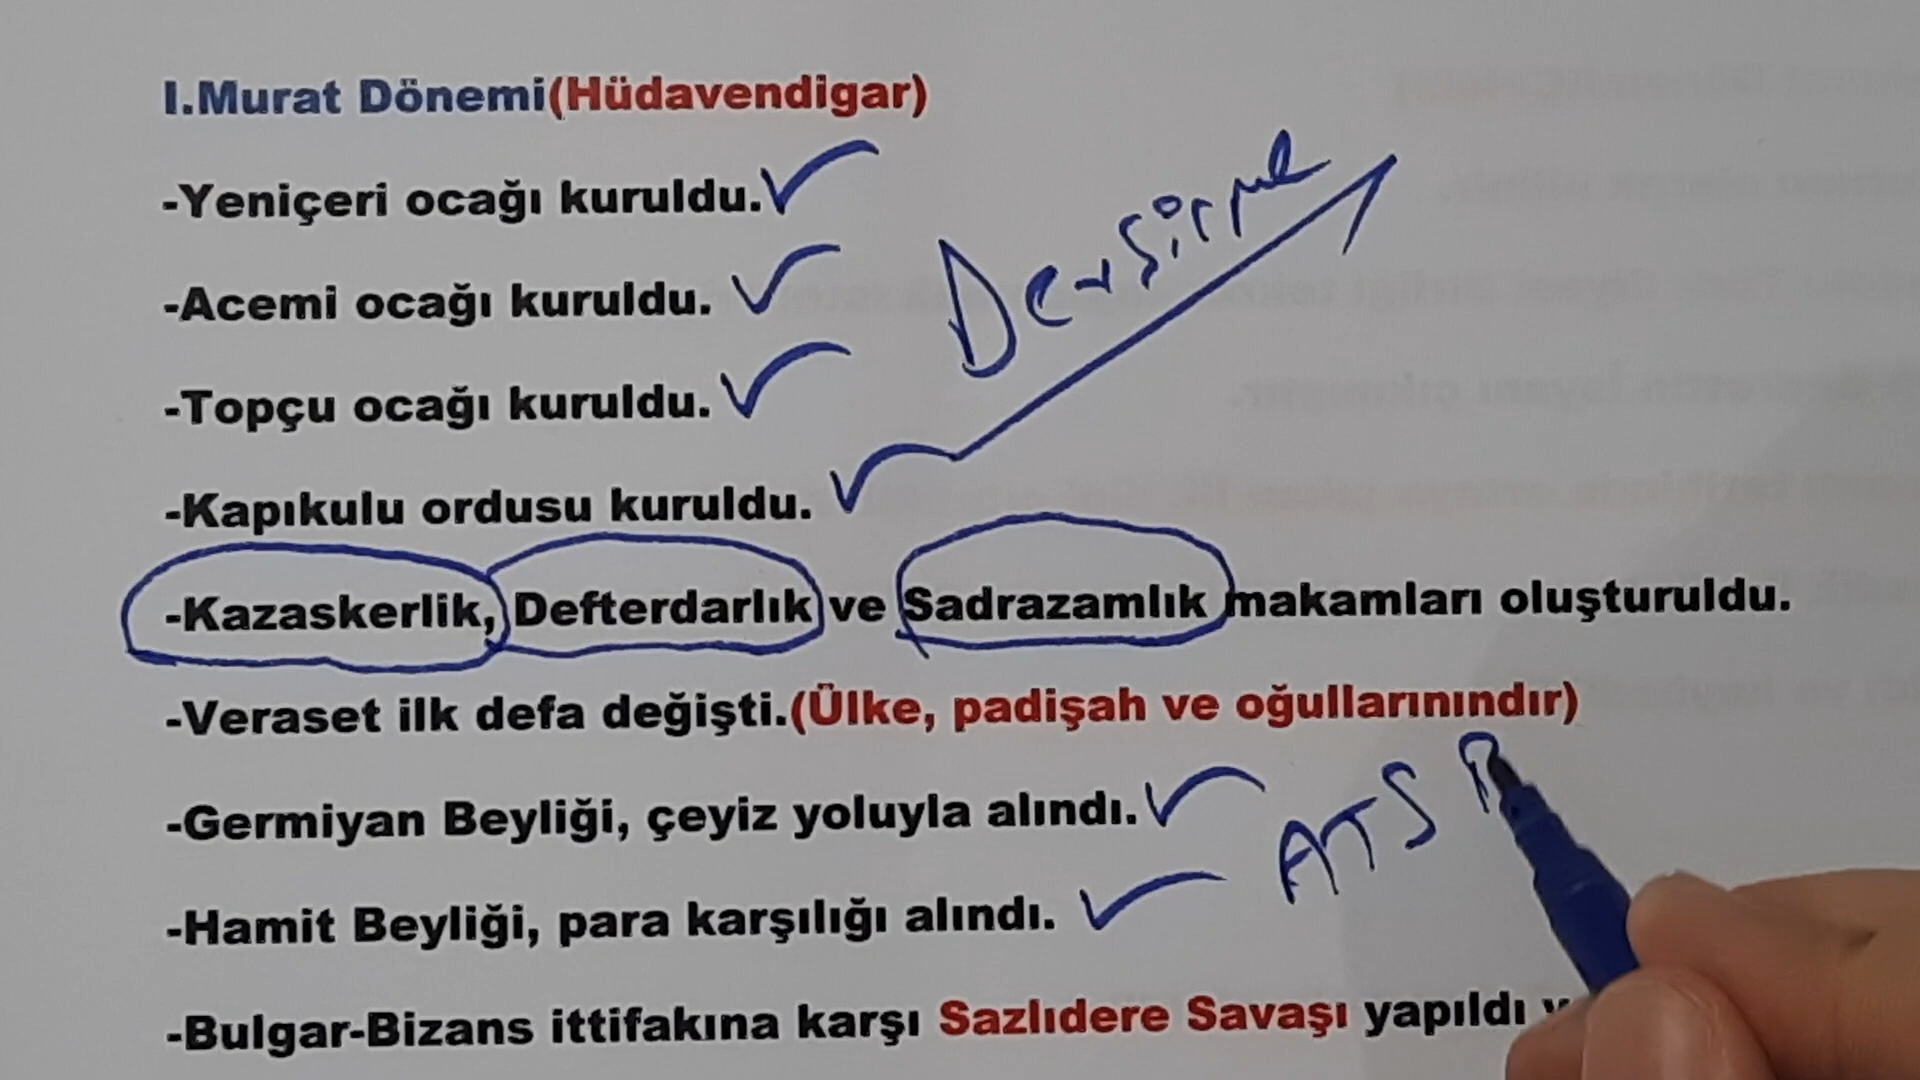 I.Murat Dönemi(Hüdavendigar)
-Yeniçeri ocağı kuruldu.
-Acemi ocağı kuruldu.
Devşirme
-Topçu ocağı kuruldu.
-Kapıkulu ordusu kuruldu.
-Kazaskerlik, Defterdarlık ve Sadrazamlık makamları oluşturuldu.
-Veraset ilk defa değişti.(Ülke, padişah ve oğullarınındır)
-Germiyan Beyliği, çeyiz yoluyla alındı.
ATS
-Hamit Beyliği, para karşılığı alındı.
-Bulgar-Bizans ittifakına karşı Sazlıdere Savaşı yapıldı